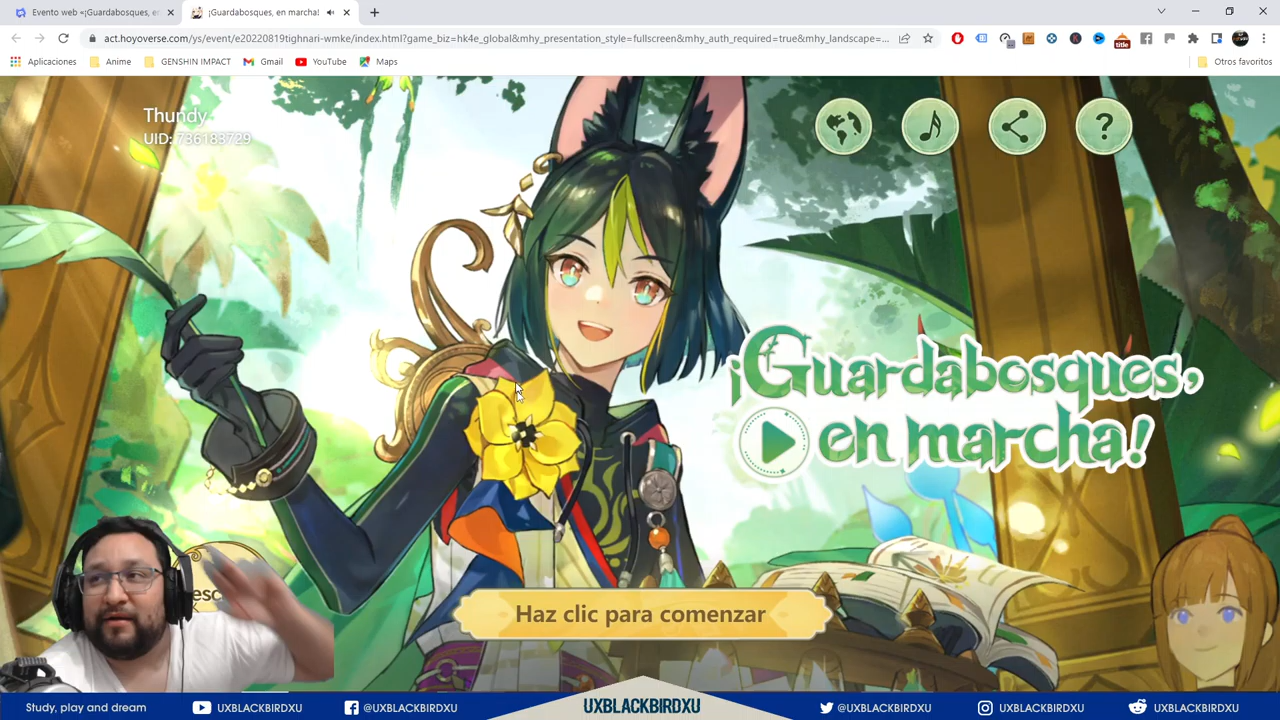 Evento web «¡Guardabosques, en
¡Guardabosques, en marcha!
act.hoyoverse.com/ys/event/e20220819tighnari-wmke/index.html?game_biz=hk4e_global&mhy_presentation_style=fullscreen&mhy_auth_required=true&mhy_landscape=...
title
Aplicaciones
Anime
GENSHIN IMPACT
Gmail
YouTube
Maps
Otros favoritos
Thundy
UID: 736183729
?
¡Guardabosques,
en marcha!
Haz clic para comenzar
Study, play and dream
UXBLACKBIRDXU
@UXBLACKBIRDXU
UXBLACKBIRDXU
@UXBLACKBIRDXU
UXBLACKBIRDXU
UXBLACKBIRDXU